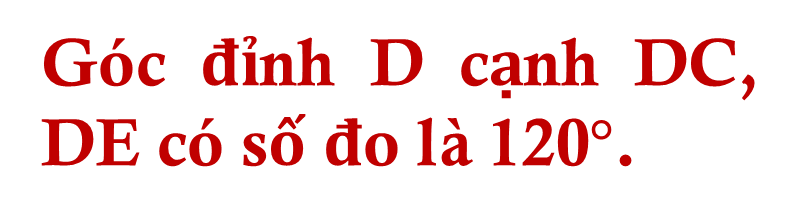 Góc đỉnh D cạnh DC,
DE có số đo là 120°.